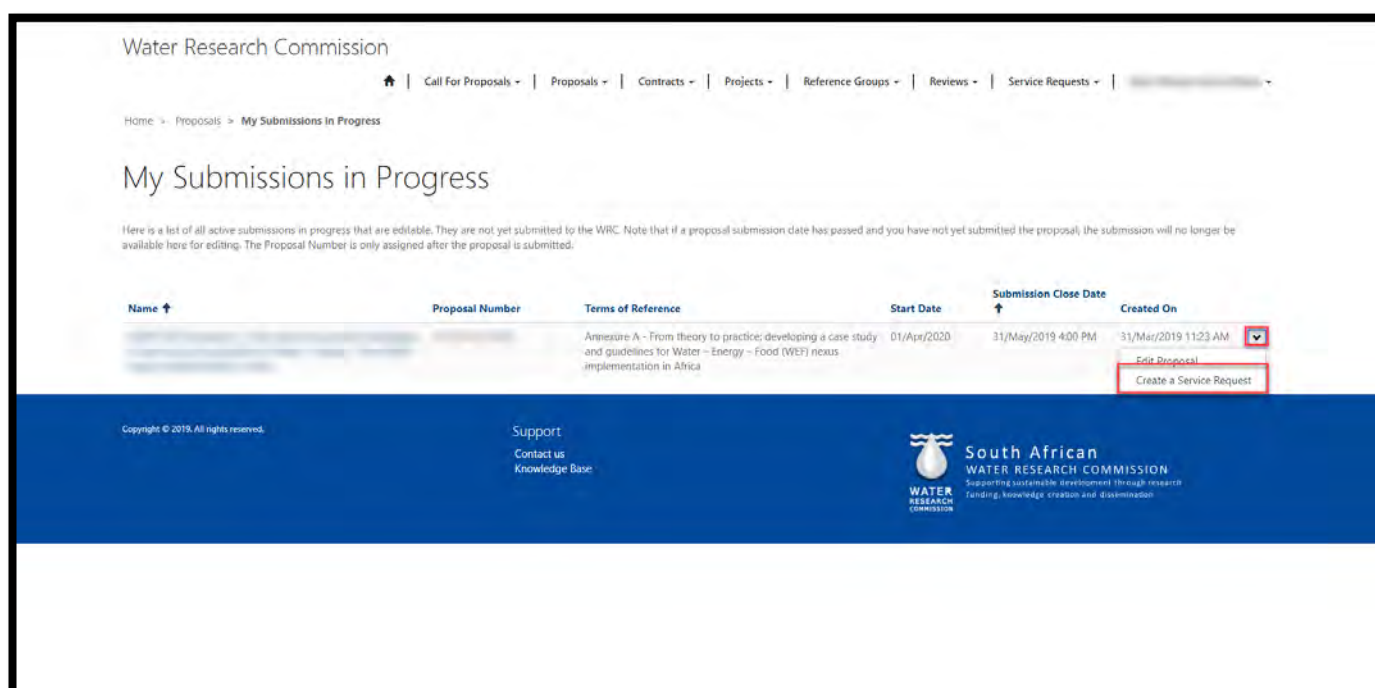 Water Research Commission
Call For Proposals | Proposals | Contracts | Projects | Reference Groups | Reviews | Service Requests |
Home > Proposals > My Submissions in Progress
My Submissions in Progress
Here is a list of all active submissions in progress that are editable. They are not yet submitted to the WRC. Note that if a proposal submission date has passed and you have not yet submitted the proposal, the submission will no longer be
available here for editing. The Proposal Number is only assigned after the proposal is submitted.
Name Proposal Number Terms of Reference Start Date Submission Close Date Created On
Annexure A - From theory to practice; developing a case study 01/Apr/2020 31/May/2019 4:00 PM 31/Mar/2019 11:23 AM
and guidelines for Water – Energy – Food (WEF) nexus
implementation in Africa
Edit Proposal
Create a Service Request
Copyright © 2019. All rights reserved.
Support
Contact us
Knowledge Base
WATER
RESEARCH
COMMISSION
South African
WATER RESEARCH COMMISSION
Supporting sustainable development through research
funding, knowledge creation and dissemination